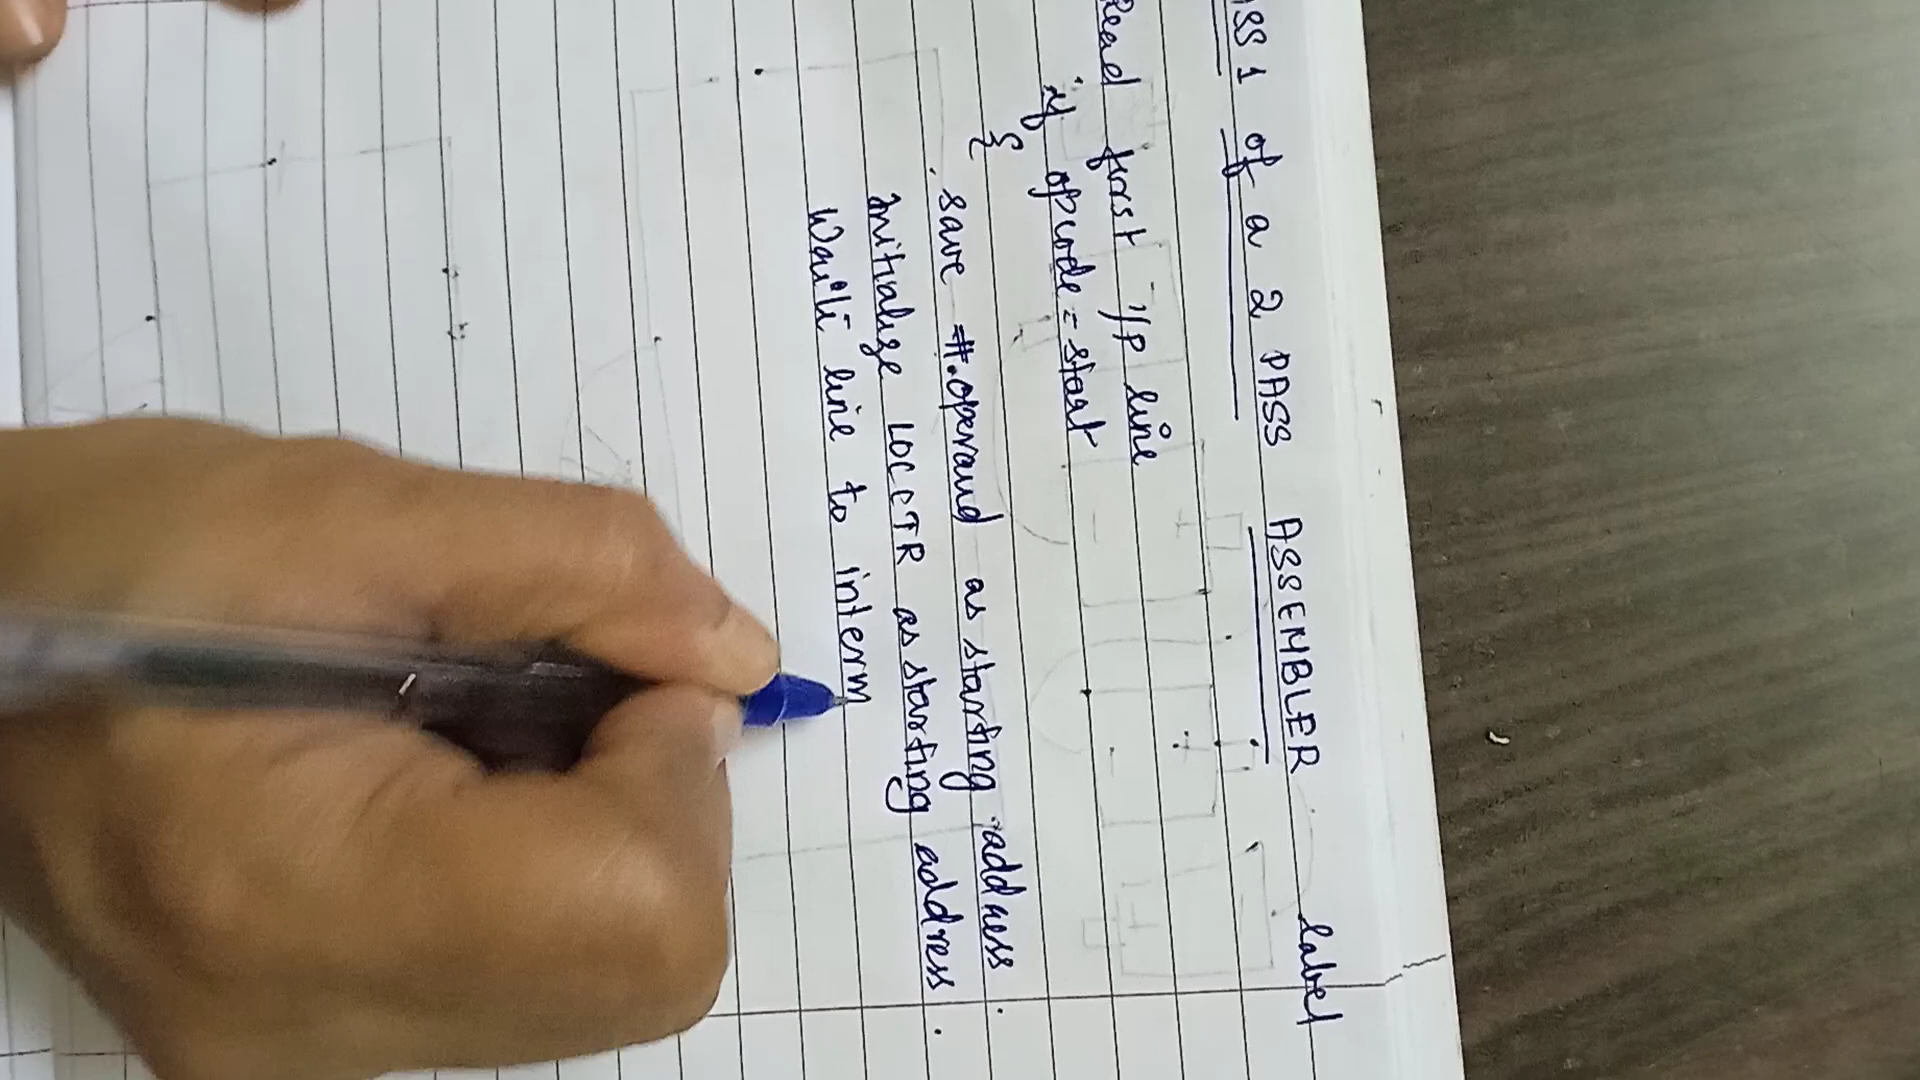 ASS 1 of a 2 PASS ASSEMBLER
label
Read first i/p line
if opcode = start
{
save #operand as starting address.
Initialize LOCCTR as starting address.
Write line to interm